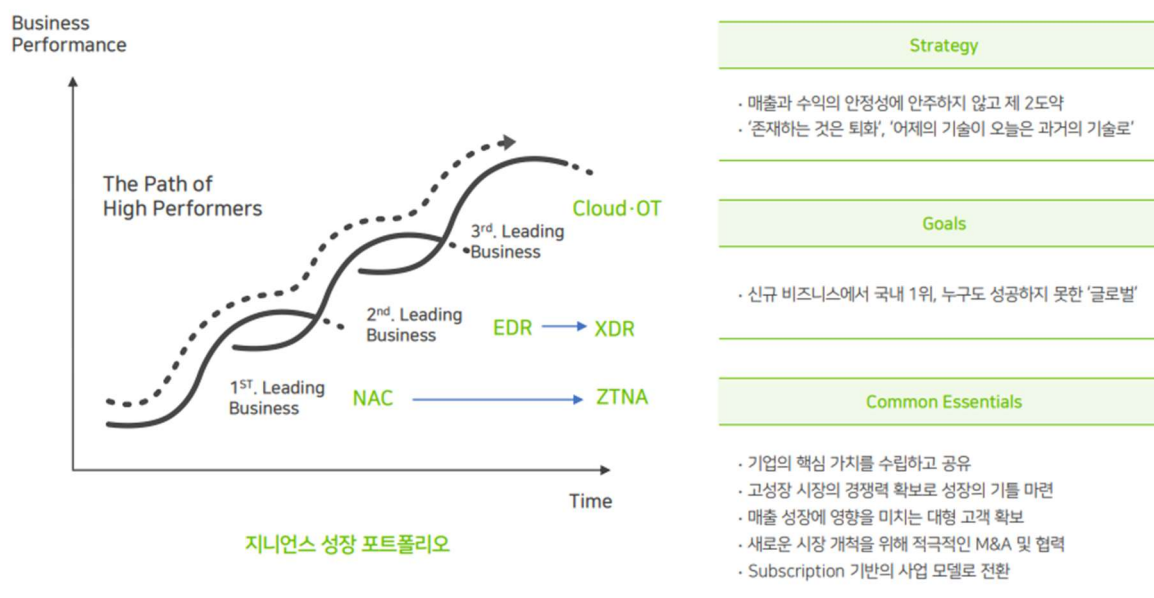 Business
Performance
The Path of
High Performers
Cloud·OT
3rd. Leading
Business
2nd. Leading
Business
EDR
XDR
1ST. Leading
Business
NAC
ZTNA
Time
지니언스 성장 포트폴리오
Strategy
· 매출과 수익의 안정성에 안주하지 않고 제 2도약
· ‘존재하는 것은 퇴화’, ‘어제의 기술이 오늘은 과거의 기술로’
Goals
· 신규 비즈니스에서 국내 1위, 누구도 성공하지 못한 ‘글로벌’
Common Essentials
· 기업의 핵심 가치를 수립하고 공유
· 고성장 시장의 경쟁력 확보로 성장의 기틀 마련
· 매출 성장에 영향을 미치는 대형 고객 확보
· 새로운 시장 개척을 위해 적극적인 M&A 및 협력
· Subscription 기반의 사업 모델로 전환